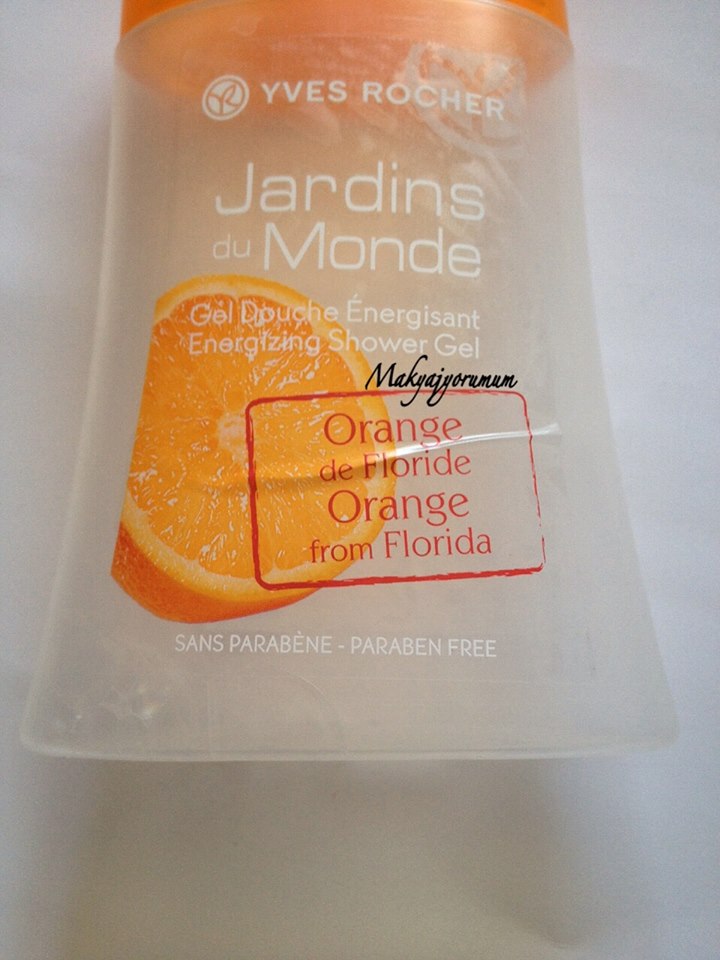 YVES ROCHER
Jardins
du Monde
Gel Douche Énergisant
Energizing Shower Gel
Makyajyorumum
Orange
de Floride
Orange
from Florida
SANS PARABÈNE - PARABEN FREE